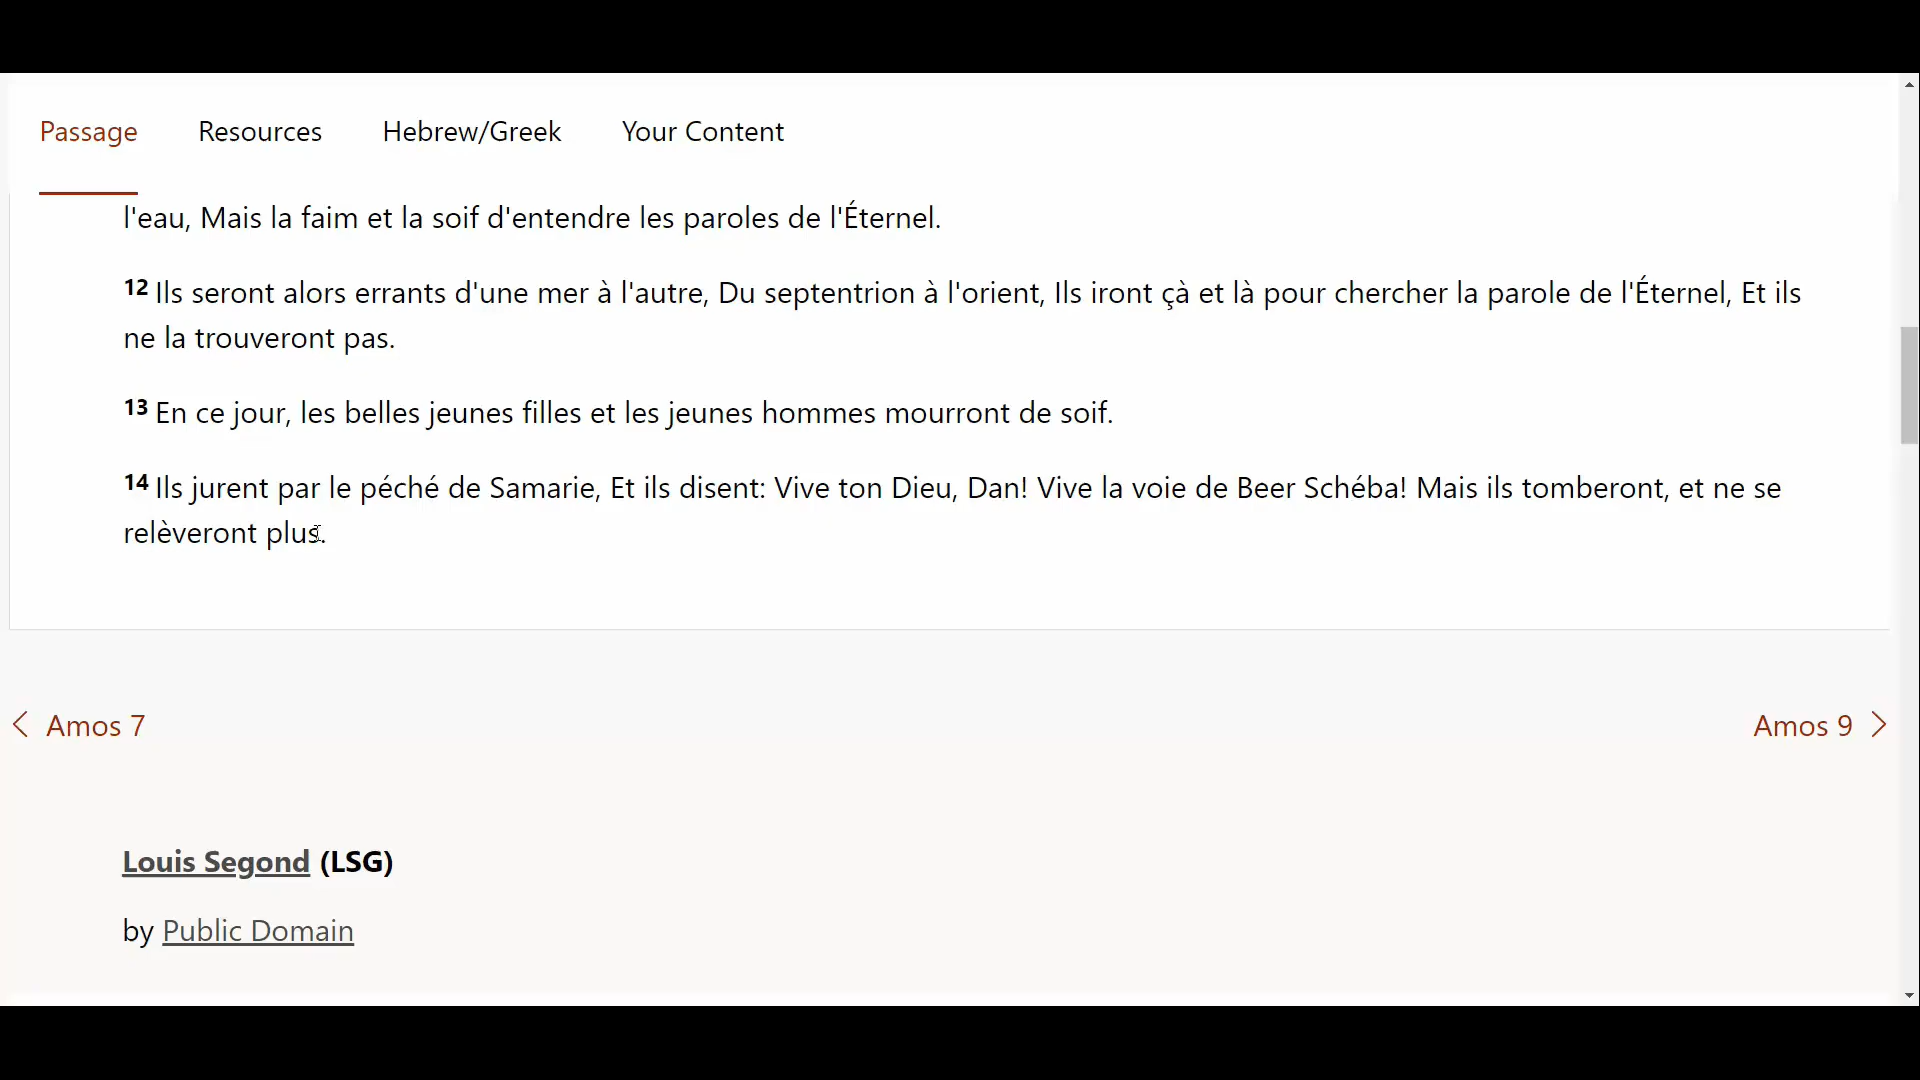 Passage Resources Hebrew/Greek Your Content
l'eau, Mais la faim et la soif d'entendre les paroles de l'Éternel.
12 Ils seront alors errants d'une mer à l'autre, Du septentrion à l'orient, Ils iront çà et là pour chercher la parole de l'Éternel, Et ils
ne la trouveront pas.
13 En ce jour, les belles jeunes filles et les jeunes hommes mourront de soif.
14 Ils jurent par le péché de Samarie, Et ils disent: Vive ton Dieu, Dan! Vive la voie de Beer Schéba! Mais ils tomberont, et ne se
relèveront plus.
Amos 7
Amos 9
Louis Segond (LSG)
by Public Domain